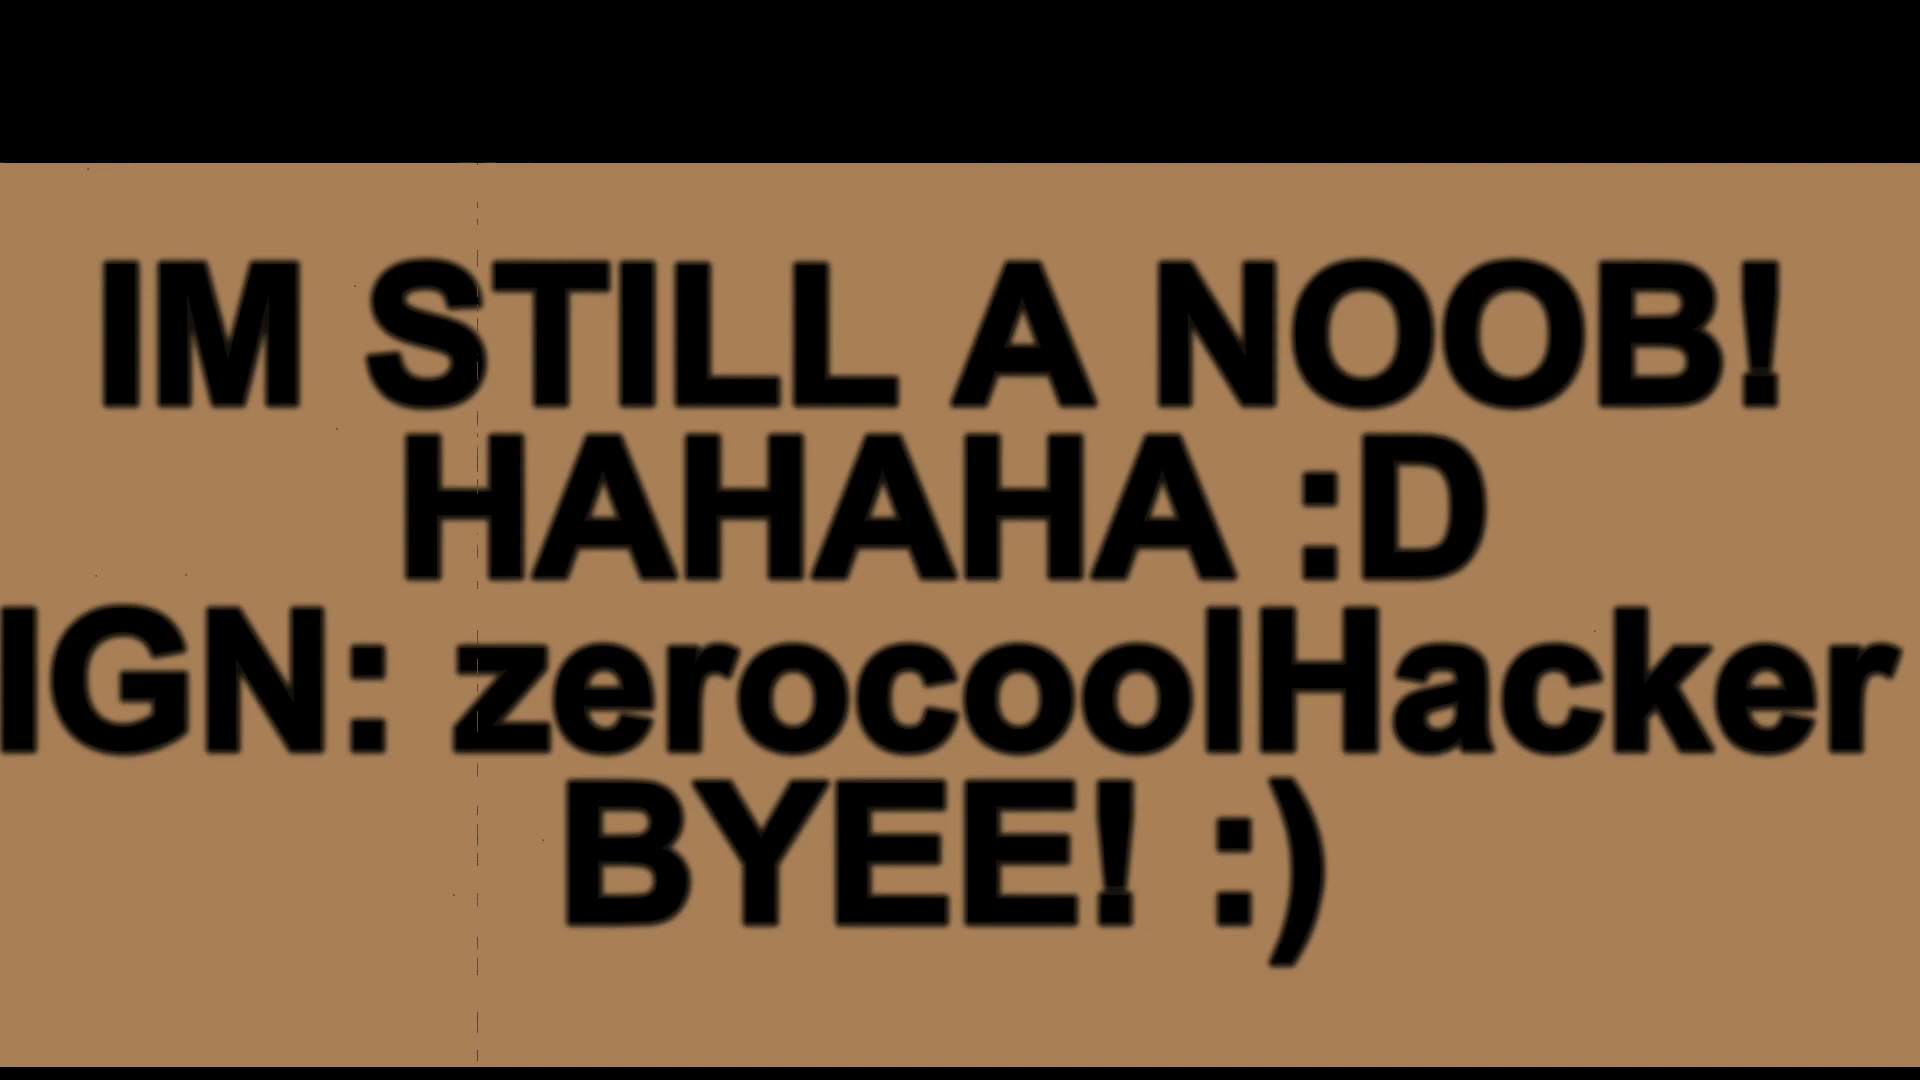 IM STILL A NOOB!
HAHAHA :D
IGN: zerocoolHacker
BYEE! :)